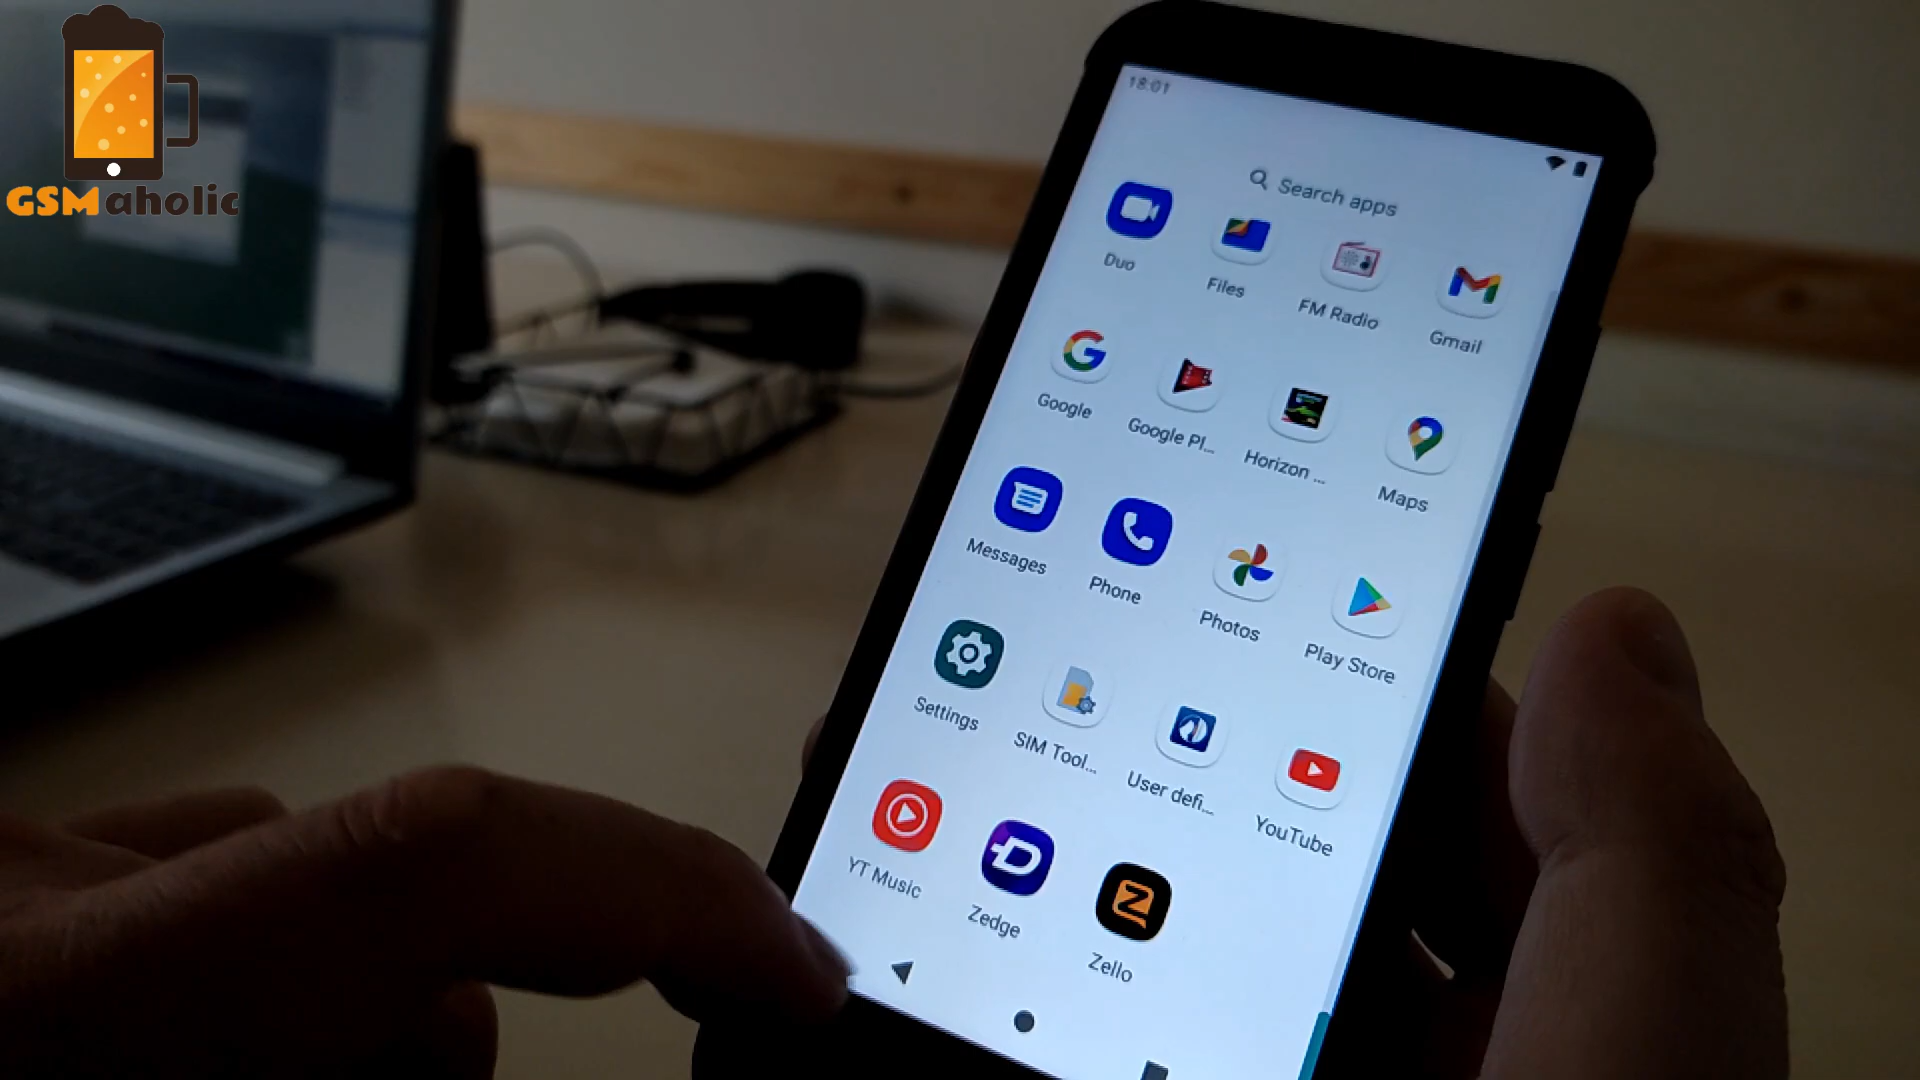 GSMaholic
18:01
Search apps
Duo
Files
FM Radio
Gmail
Google
Google Pl...
Horizon ...
Maps
Messages
Phone
Photos
Play Store
Settings
SIM Tool...
User defi...
YouTube
YT Music
Zedge
Zello